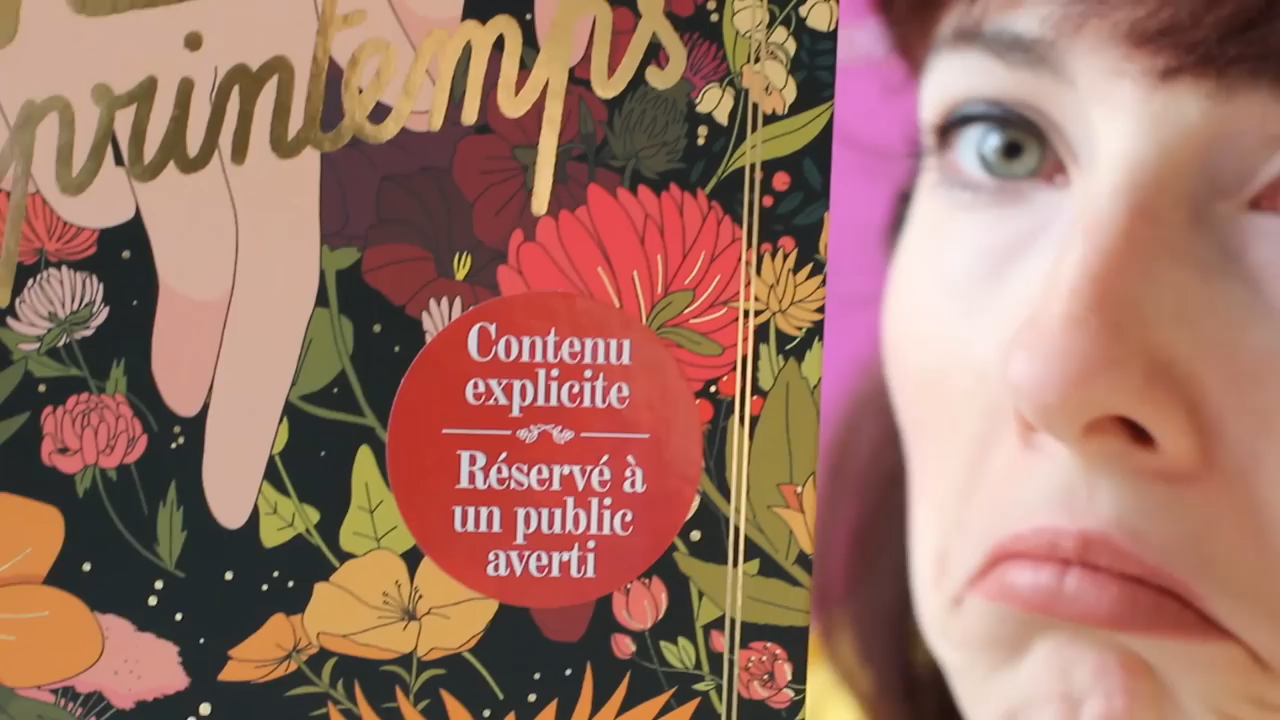 printemps
Contenu
explicite
Réservé à
un public
averti